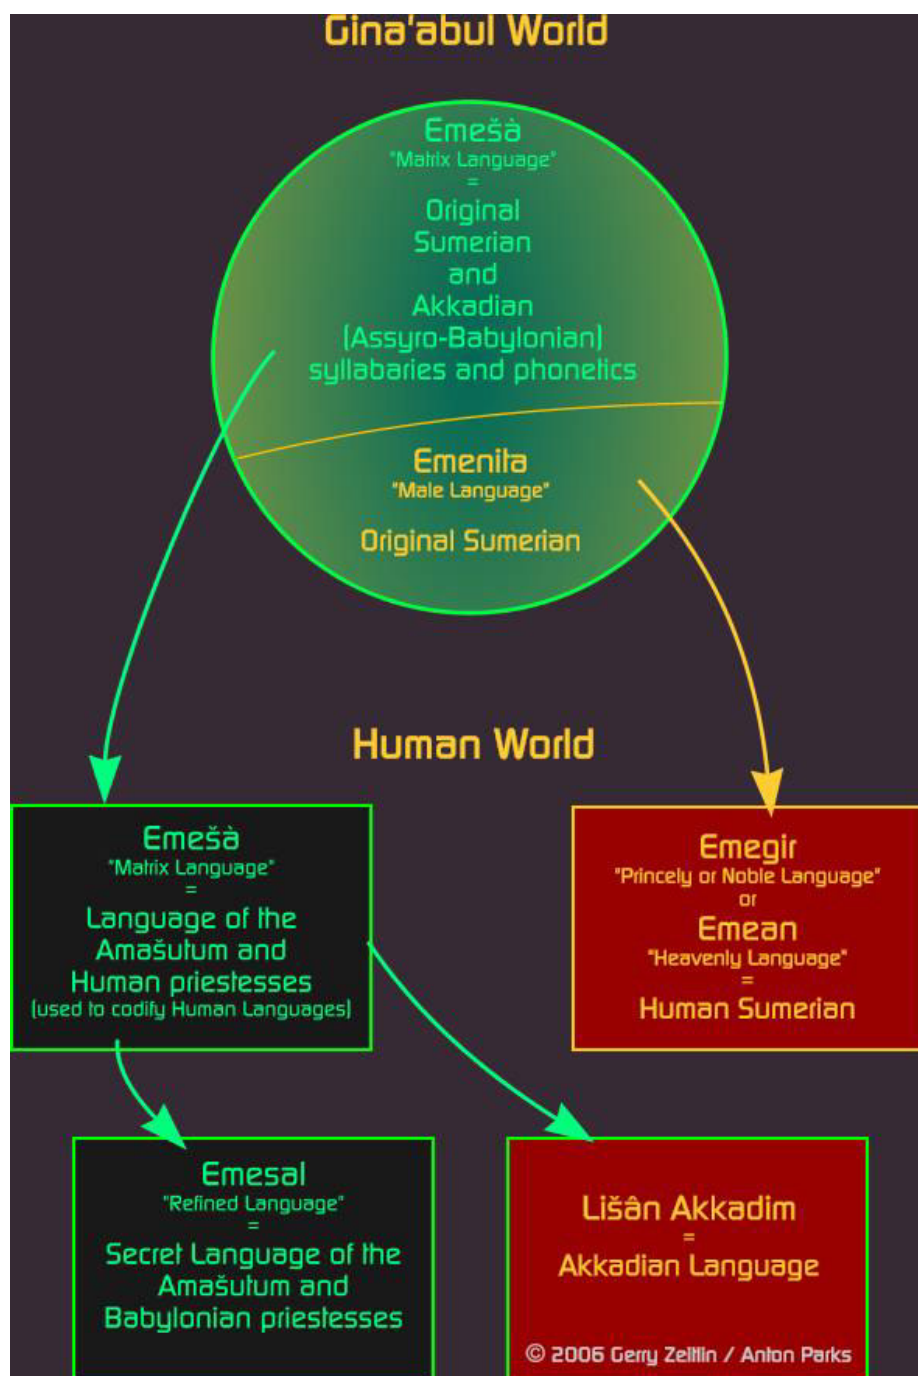 Gina'abul World
Emešà
"Matrix Language"
=
Original
Sumerian
and
Akkadian
(Assyro-Babylonian)
syllabaries and phonetics
Emenita
"Male Language"
Original Sumerian
Human World
Emešà
"Matrix Language"
=
Language of the
Amašutum and
Human priestesses
(used to codify Human Languages)
Emegir
"Princely or Noble Language"
or
Emean
"Heavenly Language"
=
Human Sumerian
Emesal
"Refined Language"
=
Secret Language of the
Amašutum and
Babylonian priestesses
Lišân Akkadim
=
Akkadian Language
© 2006 Gerry Zeitlin / Anton Parks